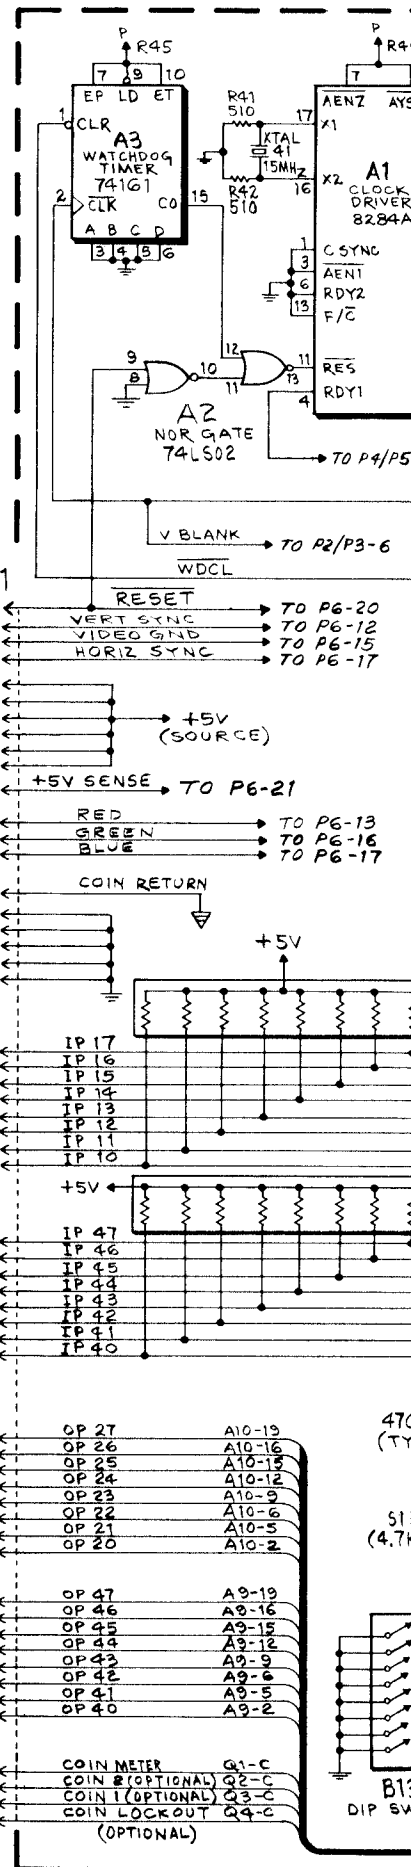 P
R45
P
R4
7 9 10
7
EP LD ET
AENZ AYS
1
CLR
A3
WATCHDOG
TIMER
74161
2
CLK
CO
15
A B C D
3 4 5 6
R41
510
XTAL
41
15MHZ
R42
510
17
X1
16
X2
A1
CLOCK
DRIVER
8284A
1
C SYNC
3
AEN1
6
RDY2
13
F/C
9
8
10
12
11
13
11
RES
4
RDY1
A2
NOR GATE
74LS02
TO P4/P5
V BLANK
TO P2/P3-6
WDCL
1
RESET TO P6-20
VERT SYNC TO P6-12
VIDEO GND TO P6-15
HORIZ SYNC TO P6-17
+5V
(SOURCE)
+5V SENSE TO P6-21
RED TO P6-13
GREEN TO P6-16
BLUE TO P6-17
COIN RETURN
+5V
IP 17
IP 16
IP 15
IP 14
IP 13
IP 12
IP 11
IP 10
+5V
IP 47
IP 46
IP 45
IP 44
IP 43
IP 42
IP 41
IP 40
470
(TY
OP 27 A10-19
OP 26 A10-16
OP 25 A10-15
OP 24 A10-12
OP 23 A10-9
OP 22 A10-6
OP 21 A10-5
OP 20 A10-2
S1
(4.7K
OP 47 A9-19
OP 46 A9-16
OP 45 A9-15
OP 44 A9-12
OP 43 A9-9
OP 42 A9-6
OP 41 A9-5
OP 40 A9-2
COIN METER Q1-C
COIN 2 (OPTIONAL) Q2-C
COIN 1 (OPTIONAL) Q3-C
COIN LOCKOUT Q4-C
(OPTIONAL)
B13
DIP SW